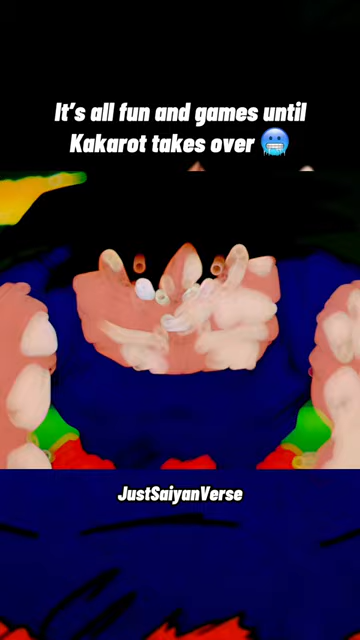 It's all fun and games until
Kakarot takes over 🥶
JustSaiyanVerse